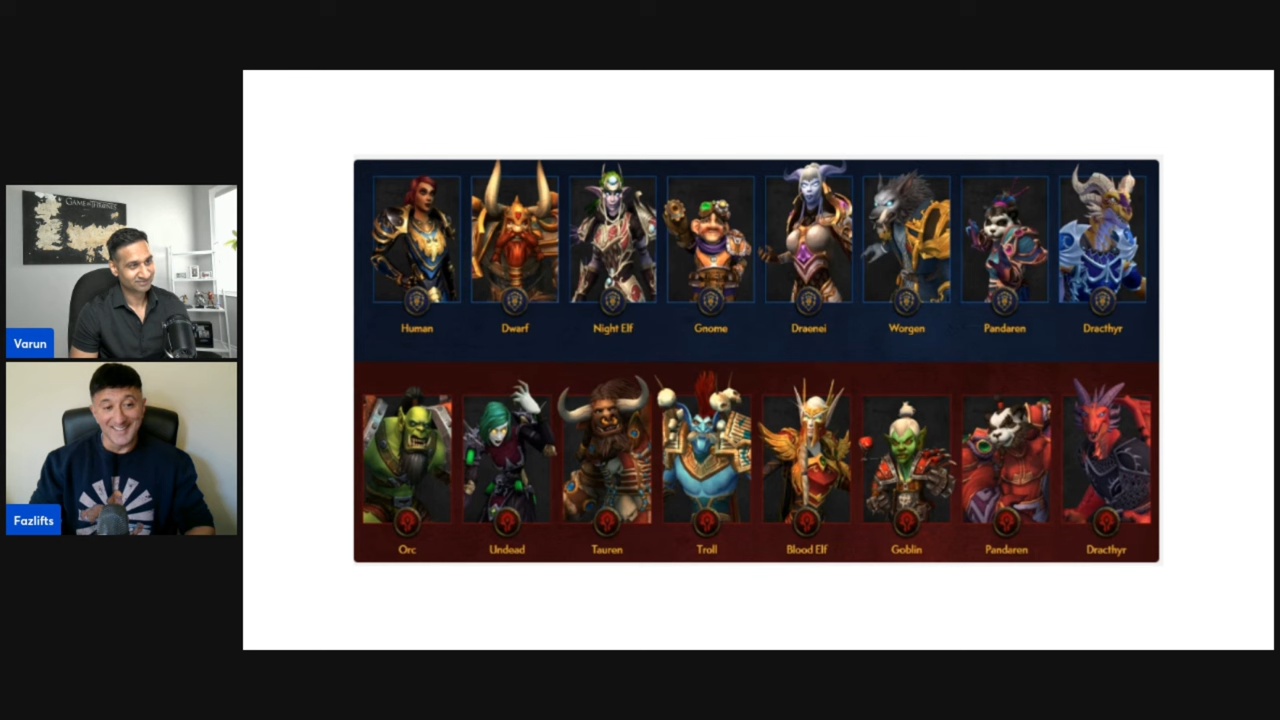 GAME OF THRONES
Varun
Fazlifts
Human
Dwarf
Night Elf
Gnome
Draenei
Worgen
Pandaren
Dracthyr
Orc
Undead
Tauren
Troll
Blood Elf
Goblin
Pandaren
Dracthyr